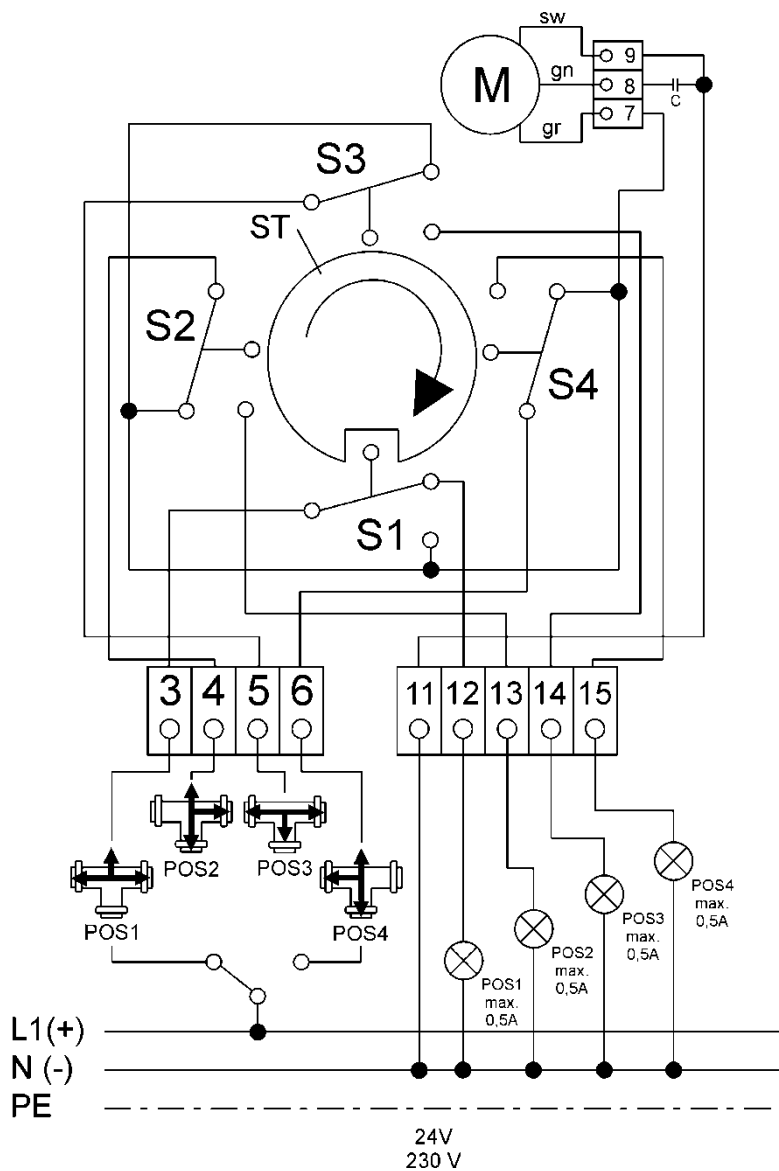 sw
9
gn
M
8
C
gr
7
S3
ST
S2
S4
S1
3 4 5 6
11 12 13 14 15
POS1
POS2
POS3
POS4
POS1
max.
0,5A
POS2
max.
0,5A
POS3
max.
0,5A
POS4
max.
0,5A
L1(+)
N (-)
PE
24V
230 V